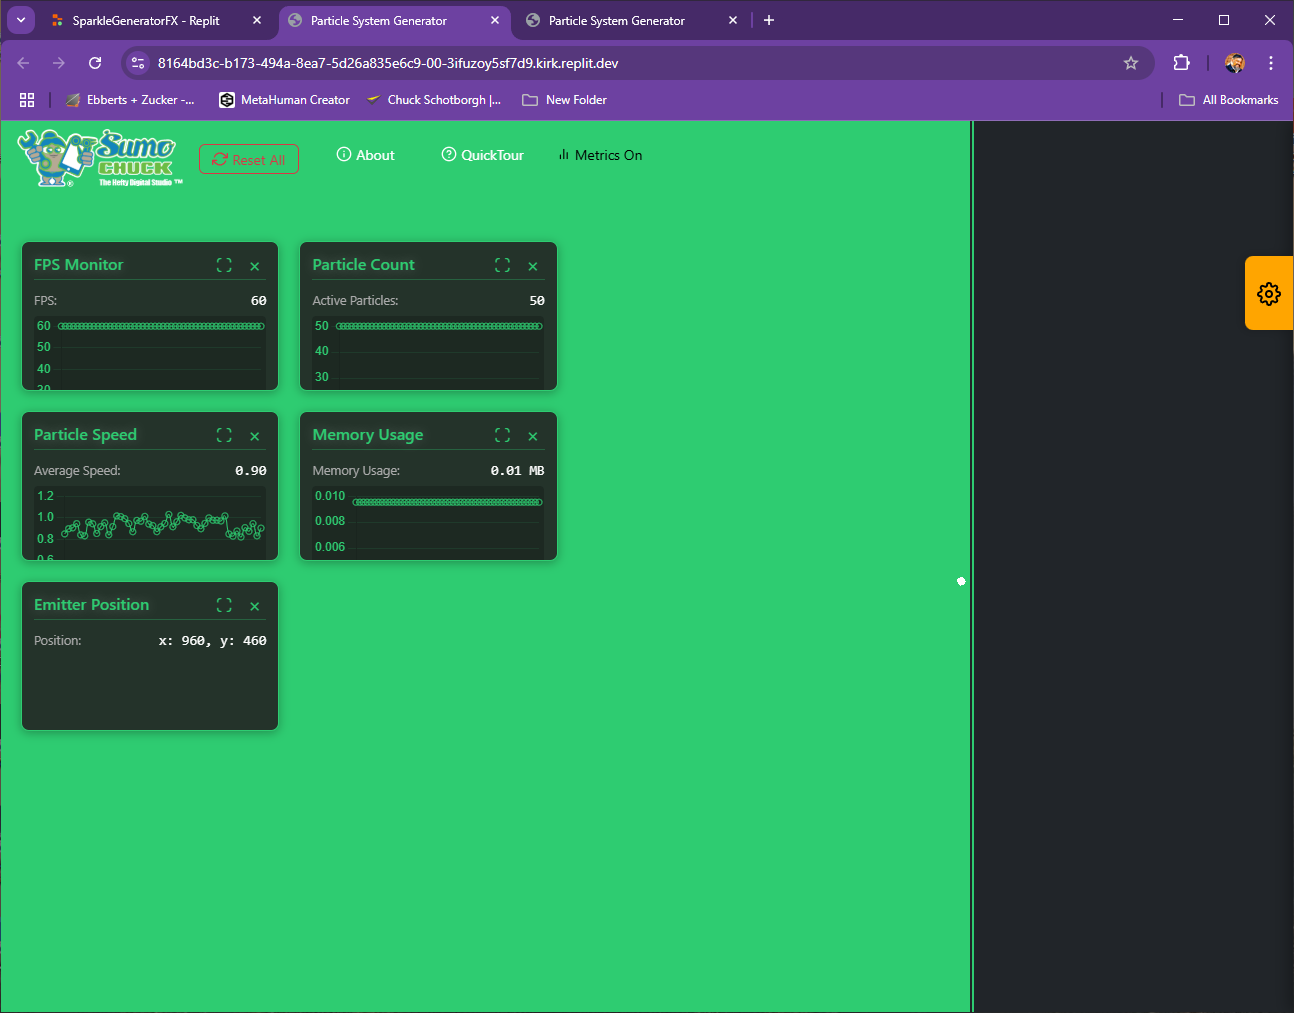 SparkleGeneratorFX - Replit
Particle System Generator
Particle System Generator
8164bd3c-b173-494a-8ea7-5d26a835e6c9-00-3ifuzoy5sf7d9.kirk.replit.dev
Ebberts + Zucker -...
MetaHuman Creator
Chuck Schotborgh |...
New Folder
All Bookmarks
Sumo
CHUCK
The Hefty Digital Studio ™
®
Reset All
About
QuickTour
Metrics On
FPS Monitor
FPS: 60
60
50
40
30
Particle Count
Active Particles: 50
50
40
30
Particle Speed
Average Speed: 0.90
1.2
1.0
0.8
0.6
Memory Usage
Memory Usage: 0.01 MB
0.010
0.008
0.006
Emitter Position
Position: x: 960, y: 460